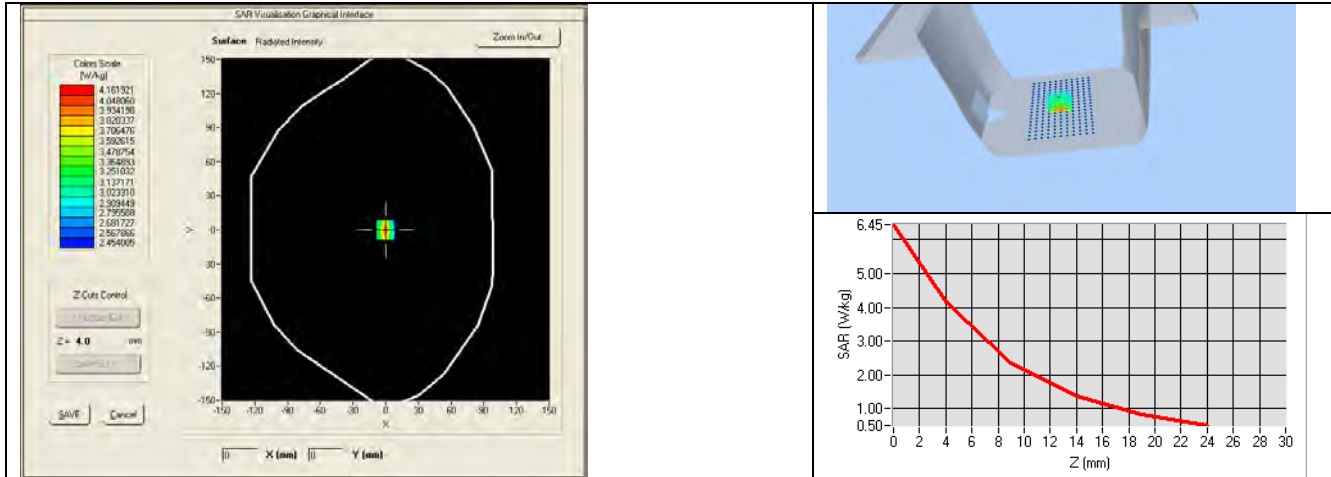 SAR Visualisation Graphical Interface
Surface Radiated Intensity
Zoom In/Out
Colors Scale
(W/kg)
4.161921
4.048060
3.934198
3.820337
3.706476
3.592615
3.478754
3.364893
3.251032
3.137171
3.023310
2.909449
2.795588
2.681727
2.567866
2.454005
150
120
90
60
30
0
-30
-60
-90
-120
-150
Y
-150 -120 -90 -60 -30 0 30 60 90 120 150
X
Z Cuts Control
Z = 4.0 mm
SAVE Cancel
0 X (mm) 0 Y (mm)
6.45
5.00
4.00
3.00
2.00
1.00
0.50
SAR (W/kg)
0 2 4 6 8 10 12 14 16 18 20 22 24 26 28 30
Z (mm)